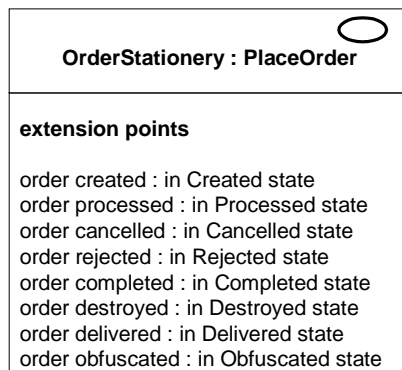 OrderStationery : PlaceOrder
extension points
order created : in Created state
order processed : in Processed state
order cancelled : in Cancelled state
order rejected : in Rejected state
order completed : in Completed state
order destroyed : in Destroyed state
order delivered : in Delivered state
order obfuscated : in Obfuscated state